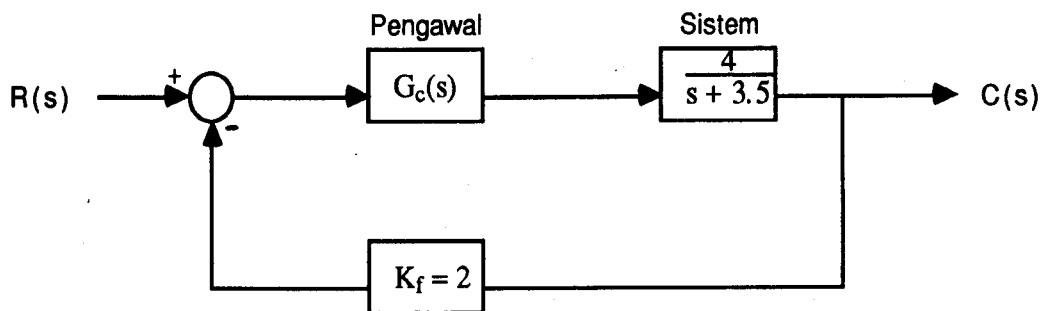 Pengawal
Sistem
R(s)
+
-
G_c(s)
4
s + 3.5
C(s)
K_f = 2